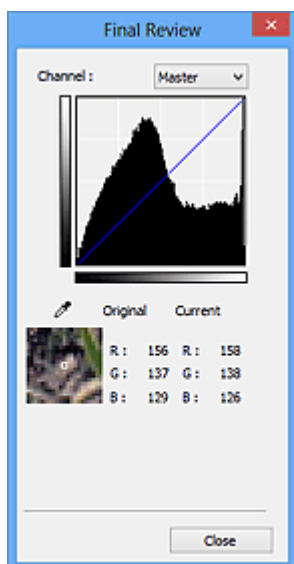 Final Review
Channel : Master
Original Current
R : 156 R : 158
G : 137 G : 138
B : 129 B : 126
Close